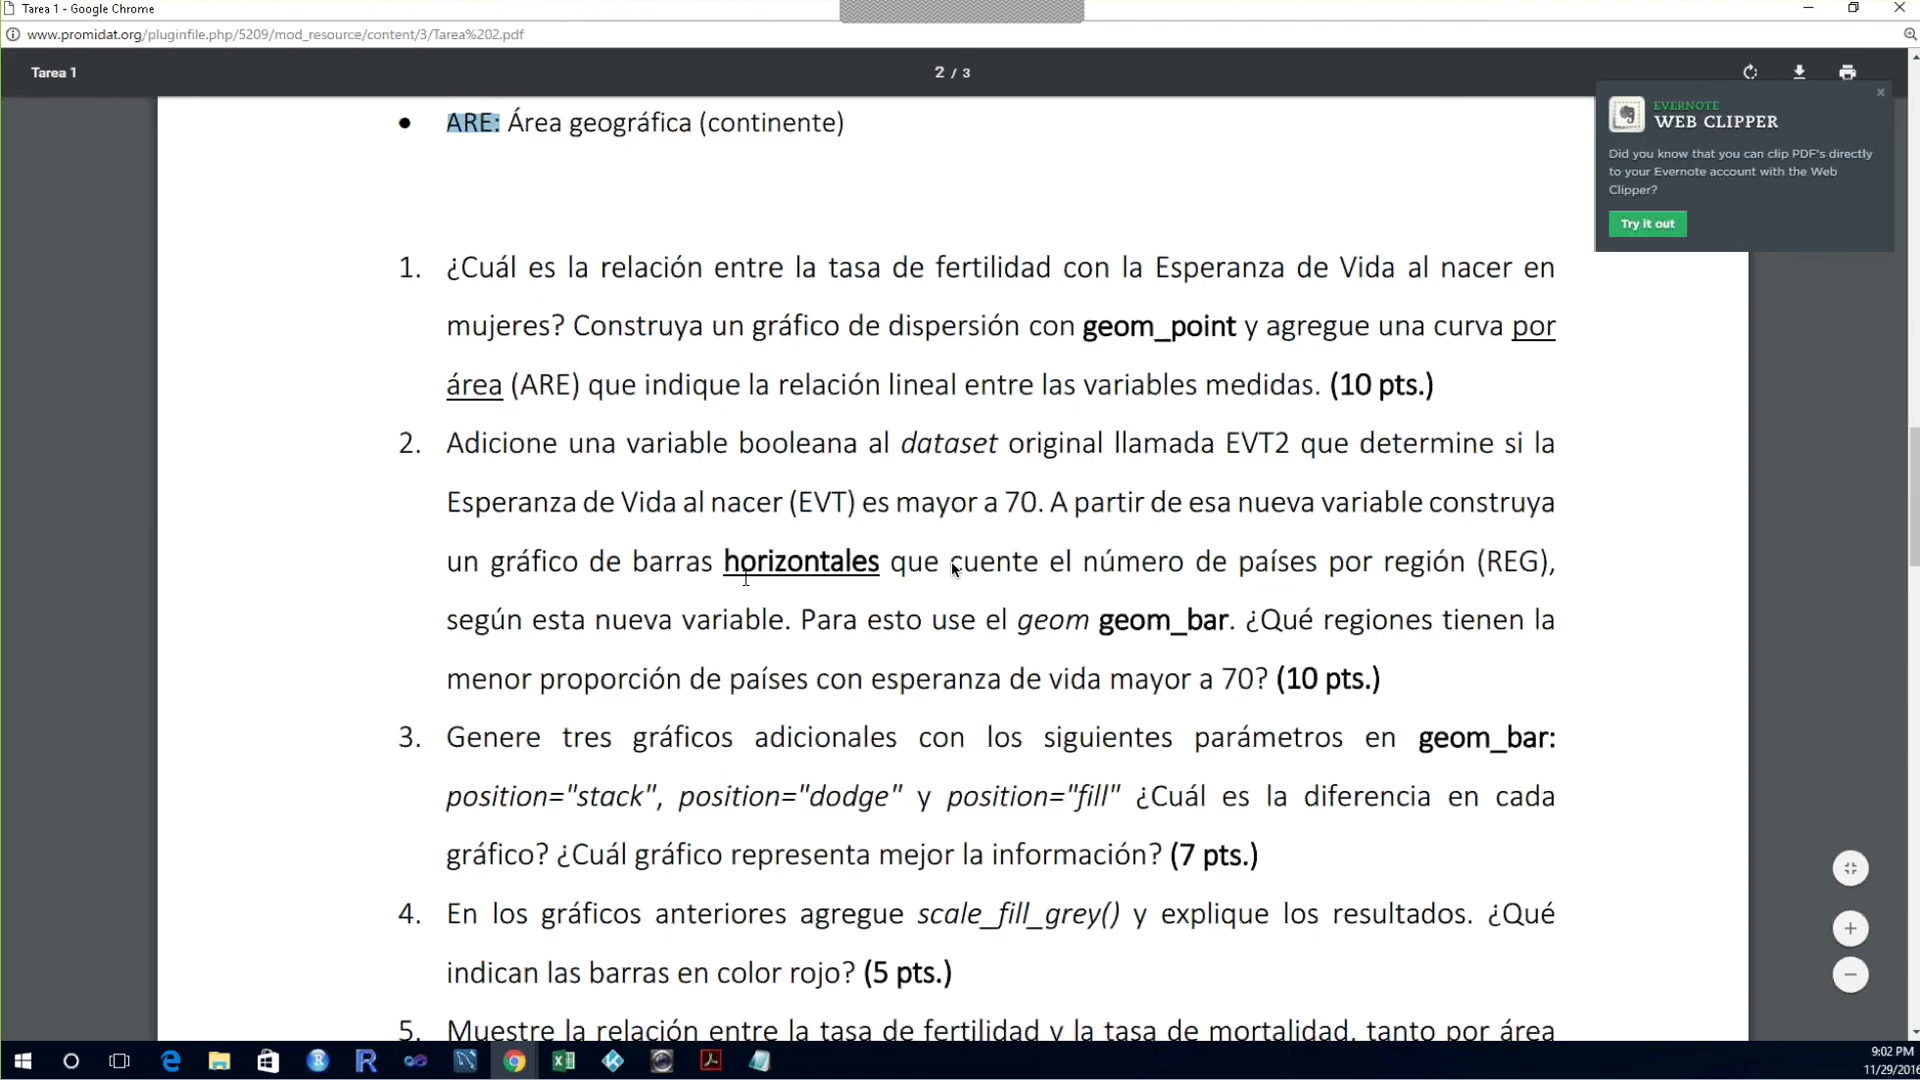 Tarea 1 - Google Chrome
www.promidat.org/pluginfile.php/5209/mod_resource/content/3/Tarea%202.pdf
Tarea 1
2 / 3
EVERNOTE
WEB CLIPPER
Did you know that you can clip PDF's directly
to your Evernote account with the Web
Clipper?
Try it out
• ARE: Área geográfica (continente)
1. ¿Cuál es la relación entre la tasa de fertilidad con la Esperanza de Vida al nacer en
mujeres? Construya un gráfico de dispersión con geom_point y agregue una curva por
área (ARE) que indique la relación lineal entre las variables medidas. (10 pts.)
2. Adicione una variable booleana al dataset original llamada EVT2 que determine si la
Esperanza de Vida al nacer (EVT) es mayor a 70. A partir de esa nueva variable construya
un gráfico de barras horizontales que cuente el número de países por región (REG),
según esta nueva variable. Para esto use el geom geom_bar. ¿Qué regiones tienen la
menor proporción de países con esperanza de vida mayor a 70? (10 pts.)
3. Genere tres gráficos adicionales con los siguientes parámetros en geom_bar:
position="stack", position="dodge" y position="fill" ¿Cuál es la diferencia en cada
gráfico? ¿Cuál gráfico representa mejor la información? (7 pts.)
4. En los gráficos anteriores agregue scale_fill_grey() y explique los resultados. ¿Qué
indican las barras en color rojo? (5 pts.)
5. Muestre la relación entre la tasa de fertilidad y la tasa de mortalidad, tanto por área
9:02 PM
11/29/2016